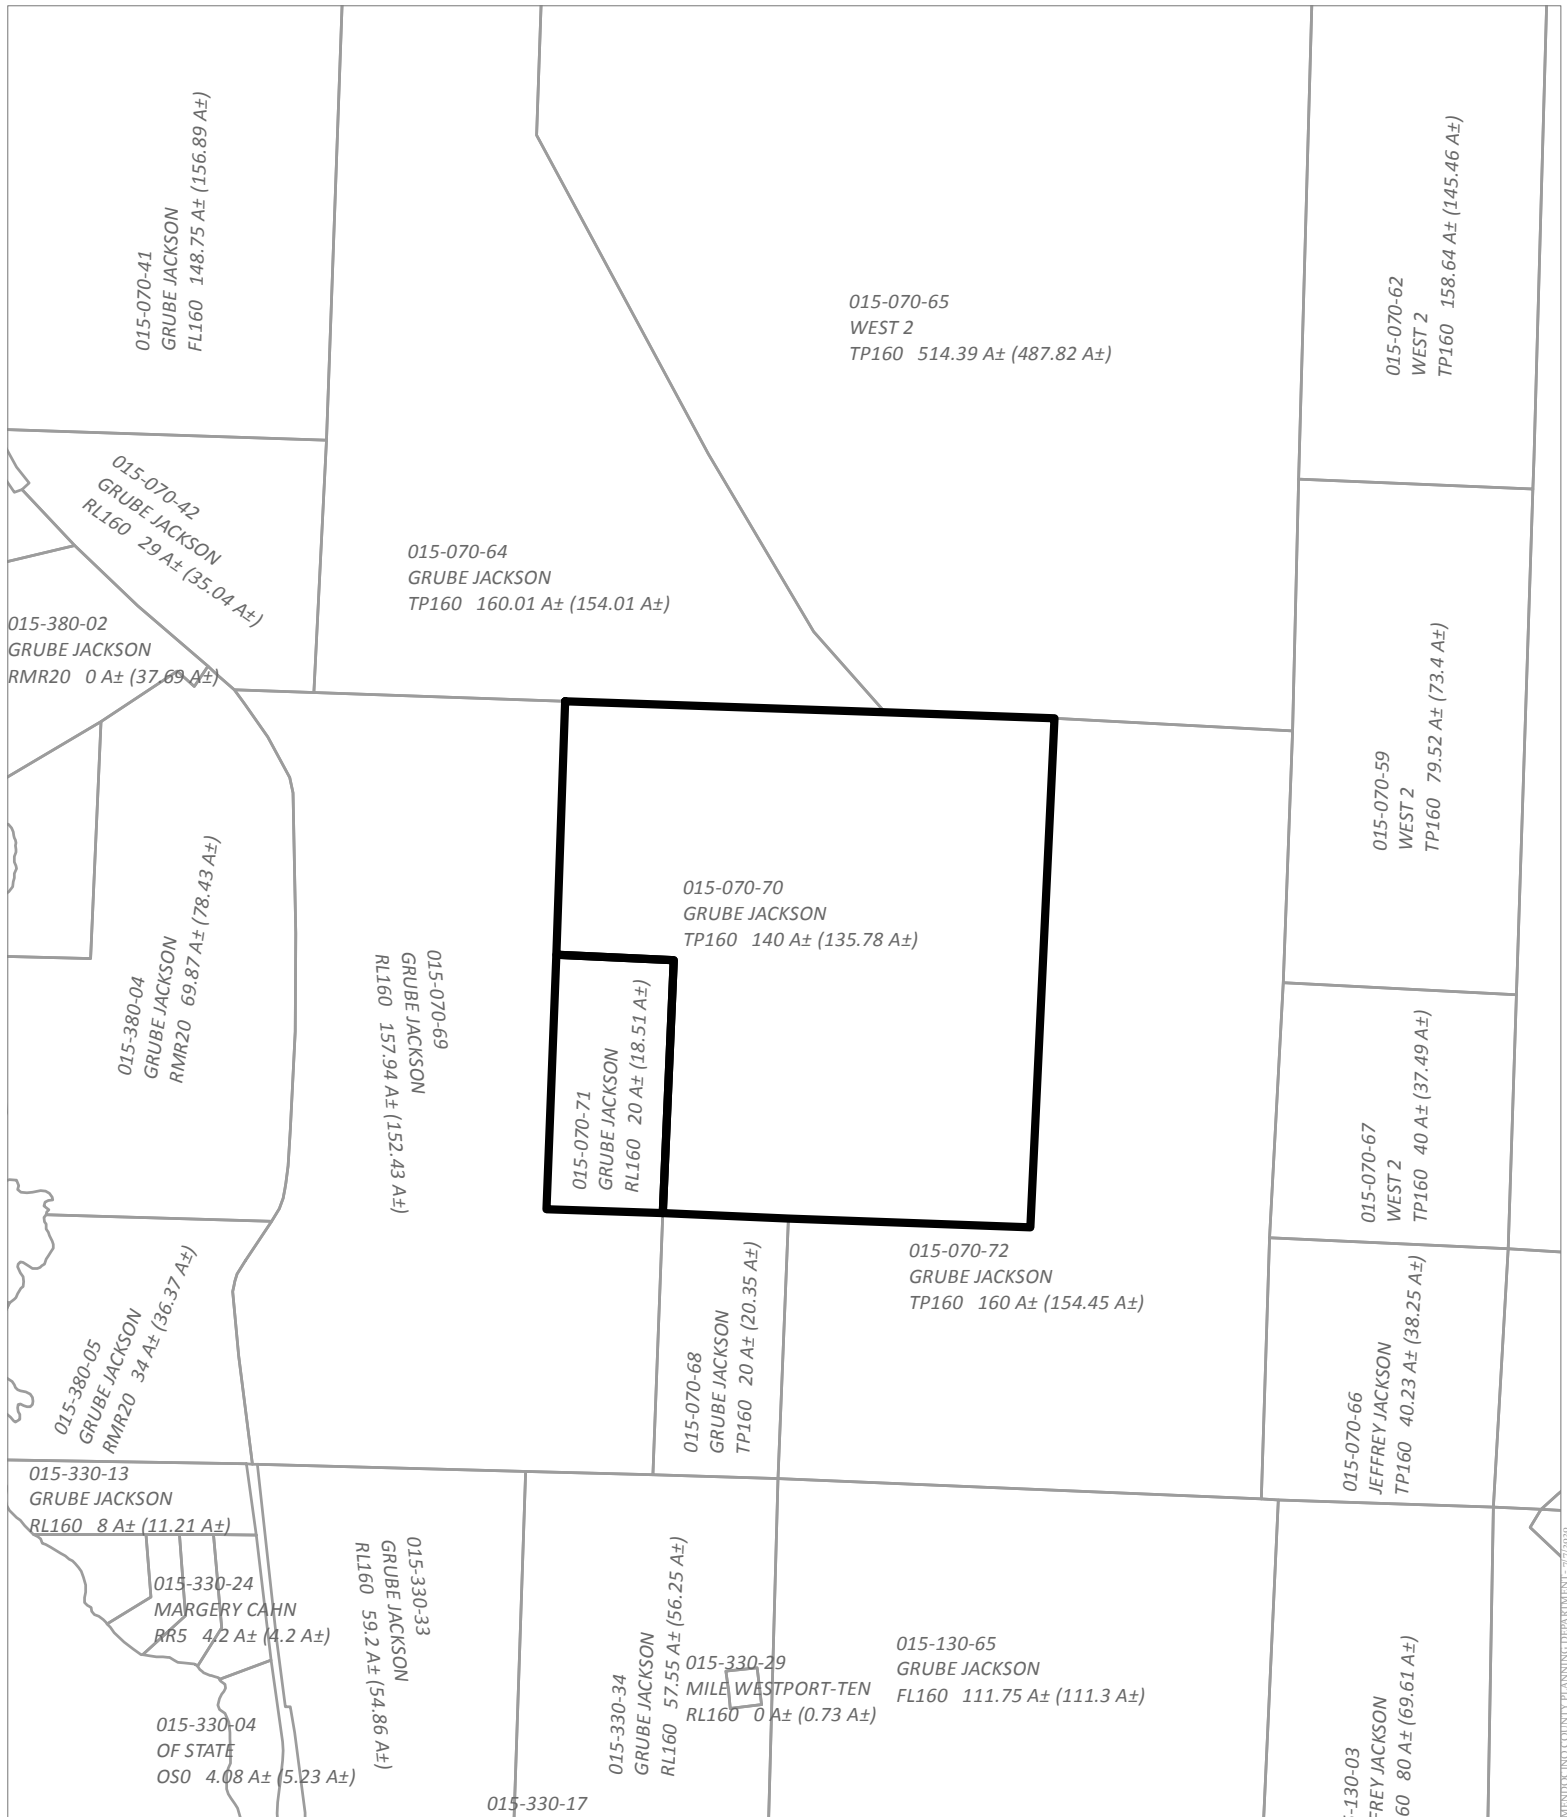 015-070-41
GRUBE JACKSON
FL160 148.75 A± (156.89 A±)
015-070-65
WEST 2
TP160 514.39 A± (487.82 A±)
015-070-62
WEST 2
TP160 158.64 A± (145.46 A±)
015-070-42
GRUBE JACKSON
RL160 29 A± (35.04 A±)
015-070-64
GRUBE JACKSON
TP160 160.01 A± (154.01 A±)
015-380-02
GRUBE JACKSON
RMR20 0 A± (37.69 A±)
015-070-59
WEST 2
TP160 79.52 A± (73.4 A±)
015-380-04
GRUBE JACKSON
RMR20 69.87 A± (78.43 A±)
015-070-69
GRUBE JACKSON
RL160 157.94 A± (152.43 A±)
015-070-70
GRUBE JACKSON
TP160 140 A± (135.78 A±)
015-070-71
GRUBE JACKSON
RL160 20 A± (18.51 A±)
015-070-67
WEST 2
TP160 40 A± (37.49 A±)
015-380-05
GRUBE JACKSON
RMR20 34 A± (36.37 A±)
015-070-68
GRUBE JACKSON
TP160 20 A± (20.35 A±)
015-070-72
GRUBE JACKSON
TP160 160 A± (154.45 A±)
015-070-66
JEFFREY JACKSON
TP160 40.23 A± (38.25 A±)
015-330-13
GRUBE JACKSON
RL160 8 A± (11.21 A±)
015-330-24
MARGERY CAHN
RR5 4.2 A± (4.2 A±)
015-330-33
GRUBE JACKSON
RL160 59.2 A± (54.86 A±)
015-330-34
GRUBE JACKSON
RL160 57.55 A± (56.25 A±)
015-330-29
MILE WESTPORT-TEN
RL160 0 A± (0.73 A±)
015-130-65
GRUBE JACKSON
FL160 111.75 A± (111.3 A±)
015-330-04
OF STATE
OS0 4.08 A± (5.23 A±)
015-330-17
-130-03
FREY JACKSON
60 80 A± (69.61 A±)
COUNTY PLANNING DEPARTMENT